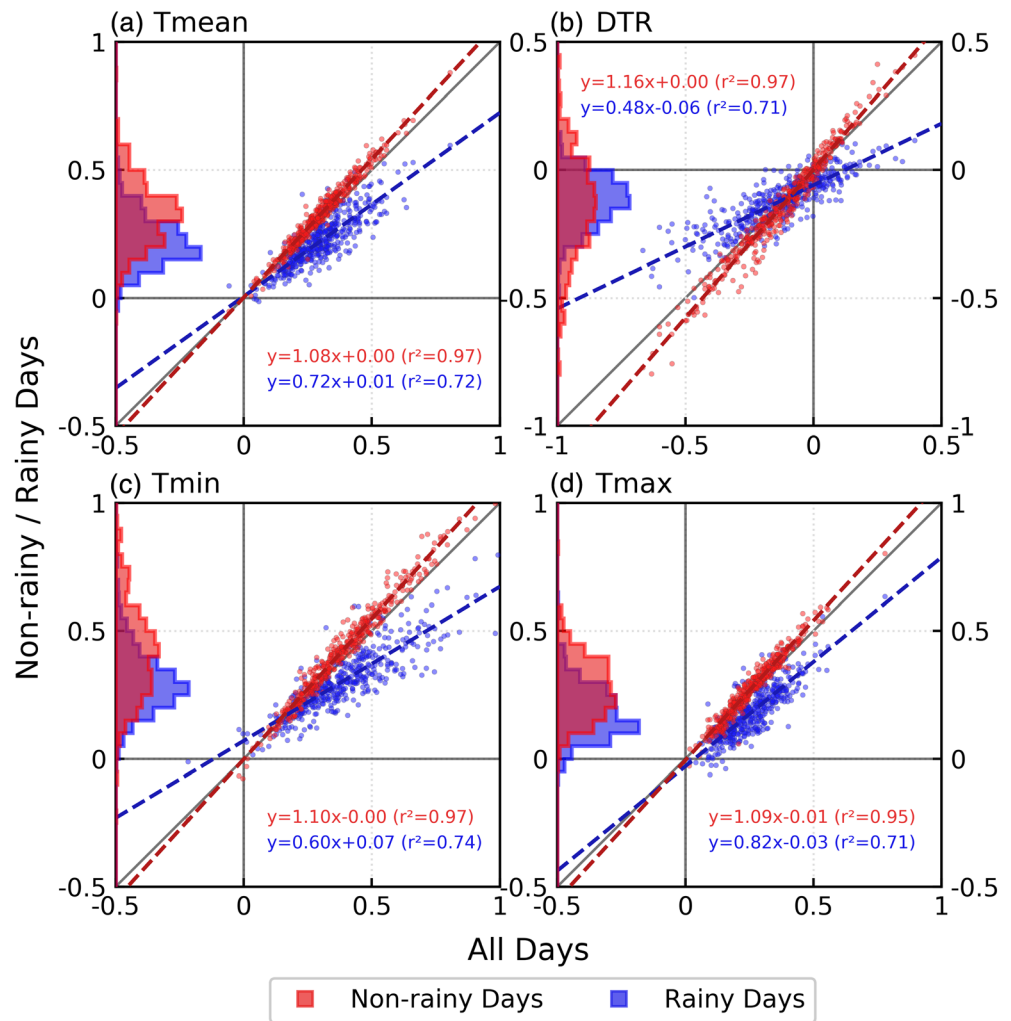 (a) Tmean
(b) DTR
1
0.5
0
-0.5
-0.5
0
0.5
1
y=1.08x+0.00 (r²=0.97)
y=0.72x+0.01 (r²=0.72)
0.5
0
-0.5
-1
0.5
0
-0.5
-1
-1
-0.5
0
0.5
y=1.16x+0.00 (r²=0.97)
y=0.48x-0.06 (r²=0.71)
Non-rainy / Rainy Days
(c) Tmin
(d) Tmax
1
0.5
0
-0.5
-0.5
0
0.5
1
y=1.10x-0.00 (r²=0.97)
y=0.60x+0.07 (r²=0.74)
1
0.5
0
-0.5
1
0.5
0
-0.5
-0.5
0
0.5
1
y=1.09x-0.01 (r²=0.95)
y=0.82x-0.03 (r²=0.71)
All Days
Non-rainy Days
Rainy Days